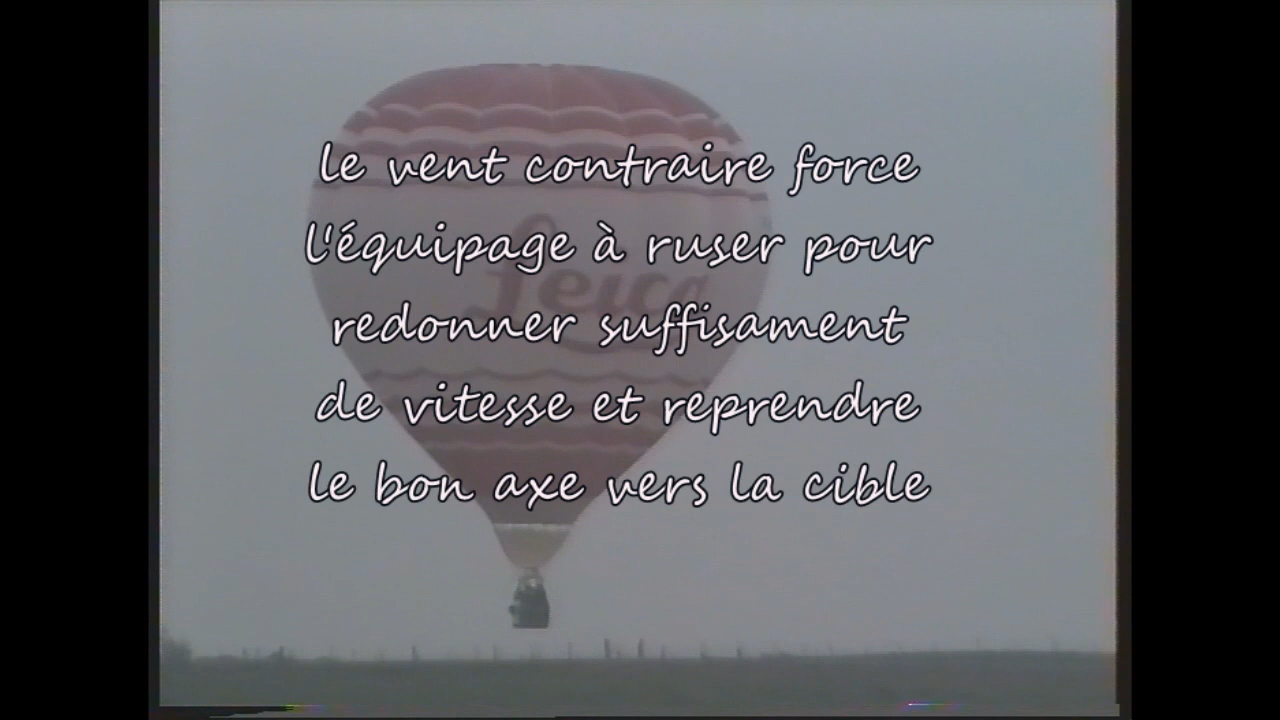 le vent contraire force
l'équipage à ruser pour
Leica
redonner suffisament
de vitesse et reprendre
le bon axe vers la cible